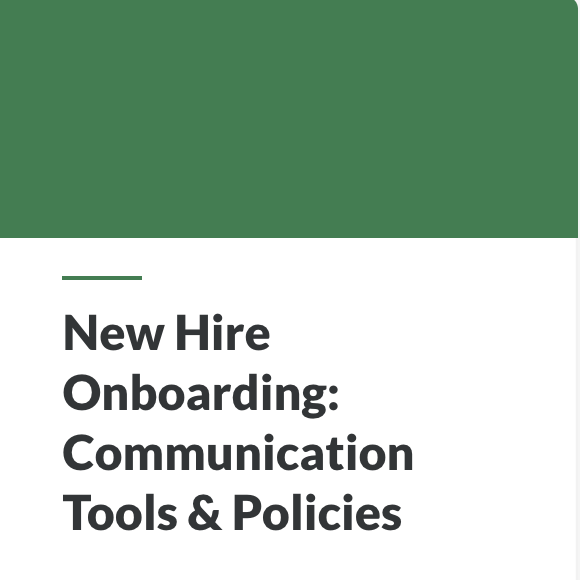 New Hire
Onboarding:
Communication
Tools & Policies